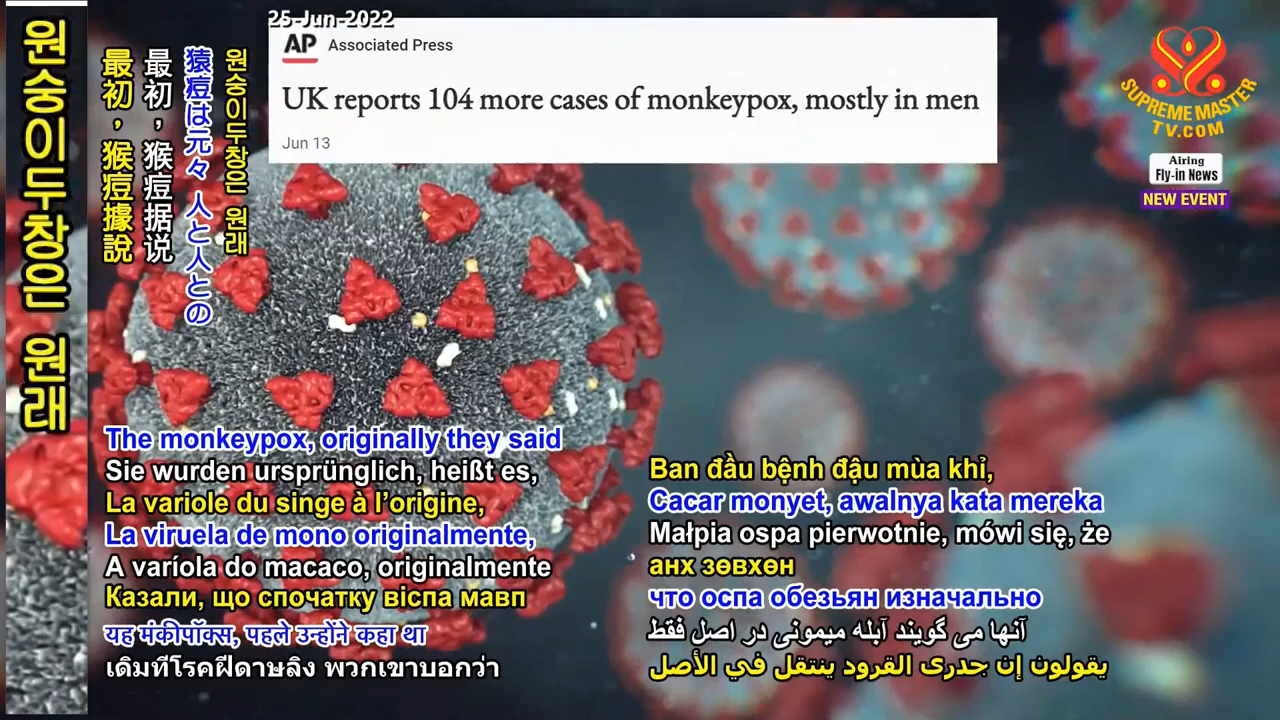 25-Jun-2022
AP Associated Press
UK reports 104 more cases of monkeypox, mostly in men
Jun 13
SUPREME MASTER
TV.COM
Airing
Fly-in News
NEW EVENT
원숭이두창은 원래
原숭이두창은 원래
猿痘は元々 人と人との
最初，猴痘据说
最初，猴痘據說
The monkeypox, originally they said
Sie wurden ursprünglich, heißt es,
La variole du singe à l’origine,
La viruela de mono originalmente,
A varíola do macaco, originalmente
Казали, що спочатку віспа мавп
यह मंकीपॉक्स, पहले उन्होंने कहा था
เดิมทีโรคฝีดาษลิง พวกเขาบอกว่า
Ban đầu bệnh đậu mùa khỉ,
Cacar monyet, awalnya kata mereka
Małpia ospa pierwotnie, mówi się, że
анх зөвхөн
что оспа обезьян изначально
آنها می گویند آبله میمونی در اصل فقط
يقولون إن جدري القرود ينتقل في الأصل